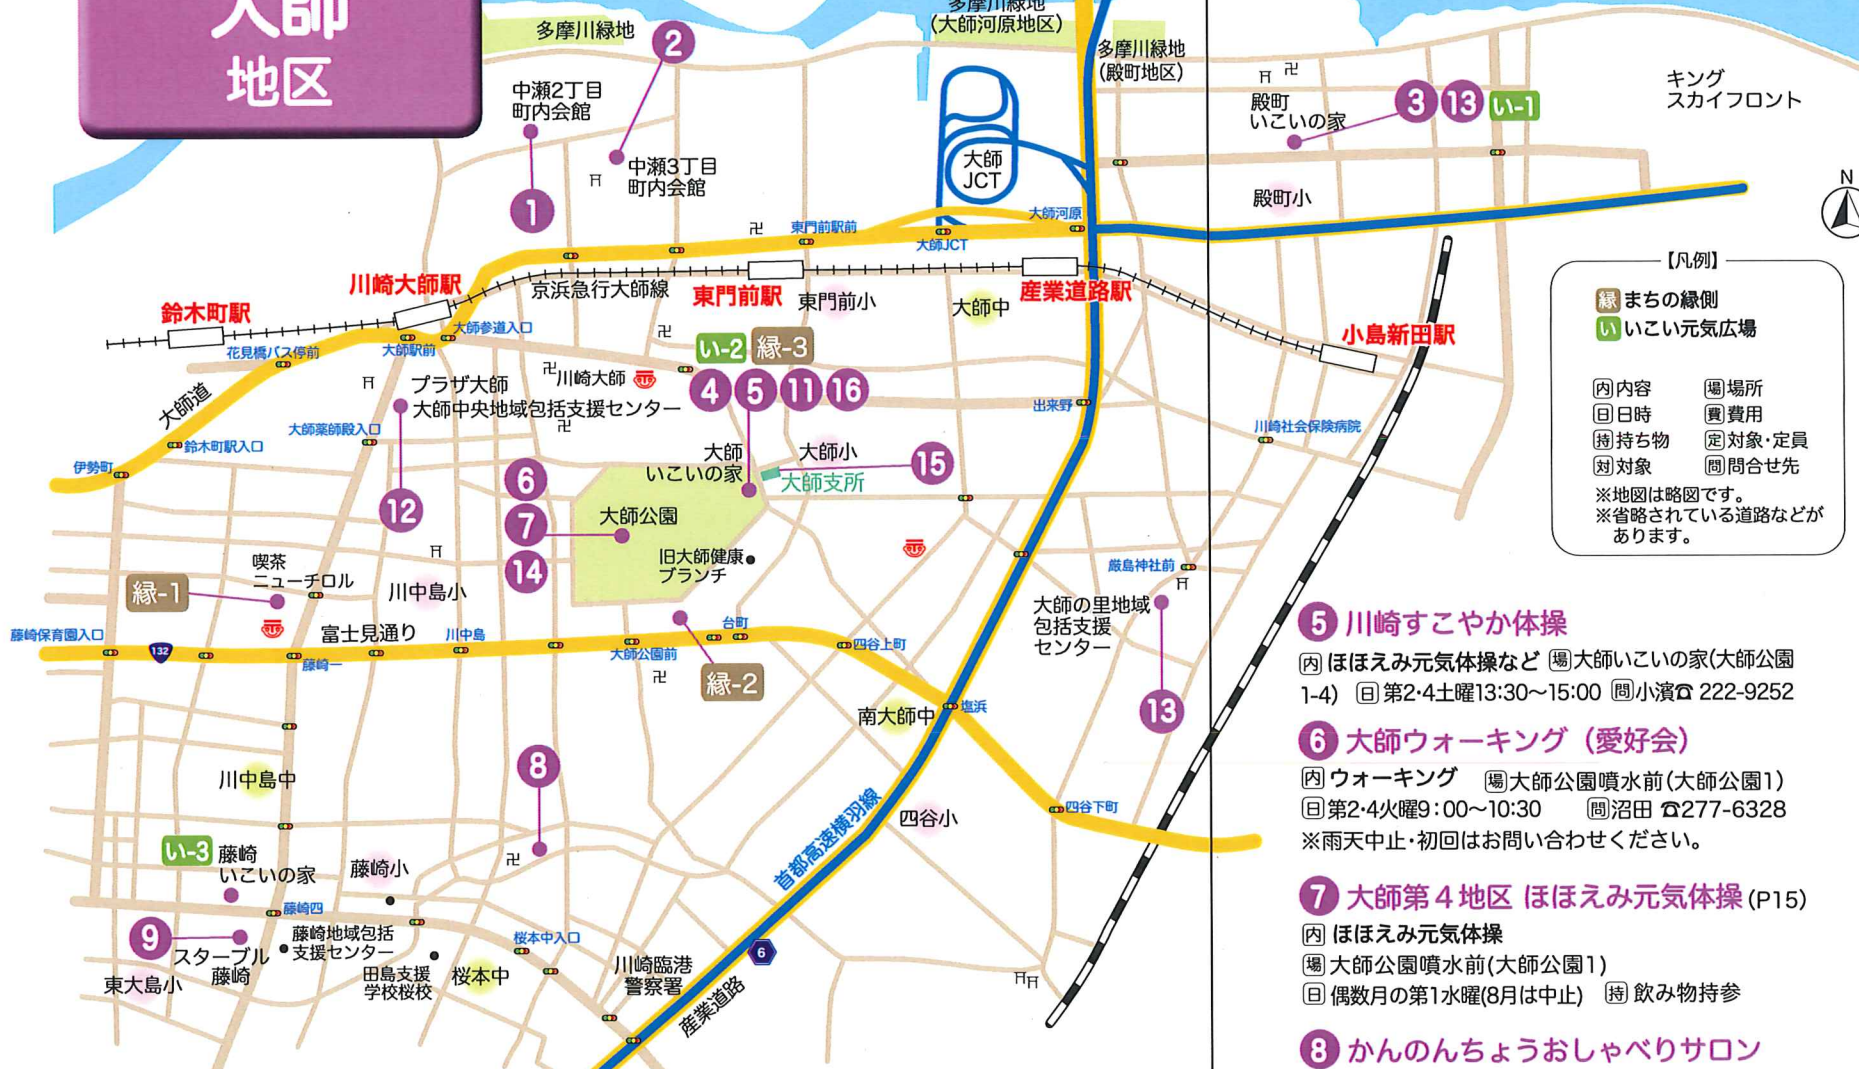 大師
地区
多摩川緑地
多摩川緑地
(大師河原地区)
多摩川緑地
(殿町地区)
2
中瀬2丁目
町内会館
中瀬3丁目
町内会館
1
大師
JCT
殿町
いこいの家
3 13 い-1
キング
スカイフロント
殿町小
N
東門前駅前
大師JCT
大師河原
鈴木町駅
川崎大師駅
京浜急行大師線
東門前駅
東門前小
大師中
産業道路駅
小島新田駅
花見橋バス停前
大師駅前
大師参道入口
い-2 縁-3
川崎大師
4 5 11 16
プラザ大師
大師中央地域包括支援センター
大師道
大師薬師殿入口
鈴木町駅入口
伊勢町
出来野
川崎社会保険病院
12
6
7
14
大師
いこいの家
大師小
15
大師支所
大師公園
旧大師健康
ブランチ
喫茶
ニューチロル
縁-1
川中島小
厳島神社前
大師の里地域
包括支援
センター
13
藤崎保育園入口
132
富士見通り
藤崎一
川中島
大師公園前
台町
四谷上町
縁-2
南大師中
塩浜
8
川中島中
四谷小
四谷下町
首都高速横羽線
い-3
藤崎
いこいの家
藤崎小
藤崎四
9
スターブル
藤崎
藤崎地域包括
支援センター
東大島小
田島支援
学校桜校
桜本中
桜本中入口
川崎臨港
警察署
6
産業道路
【凡例】
縁 まちの縁側
い いこい元気広場
内 内容 場 場所
日 日時 費 費用
持 持ち物 定 対象・定員
対 対象 問 問合せ先
※地図は略図です。
※省略されている道路などが
あります。
5 川崎すこやか体操
内 ほほえみ元気体操など 場 大師いこいの家(大師公園
1-4) 日 第2・4土曜13:30〜15:00 問 小濱☎ 222-9252
6 大師ウォーキング（愛好会）
内 ウォーキング 場 大師公園噴水前(大師公園1)
日 第2・4火曜9:00〜10:30 問 沼田 ☎277-6328
※雨天中止・初回はお問い合わせください。
7 大師第4地区 ほほえみ元気体操(P15)
内 ほほえみ元気体操
場 大師公園噴水前(大師公園1)
日 偶数月の第1水曜(8月は中止) 持 飲み物持参
8 かんのんちょうおしゃべりサロン